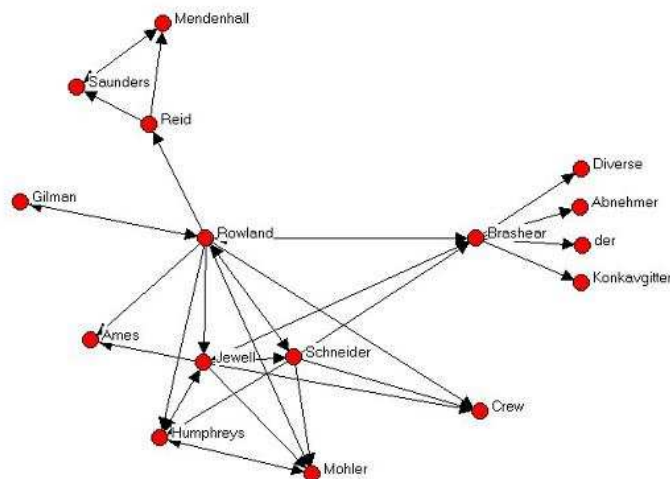 Mendenhall
Saunders
Reid
Diverse
Gilman
Abnehmer
Rowland
Brashear
der
Konkavgitter
Ames
Jewell
Schneider
Crew
Humphreys
Mohler